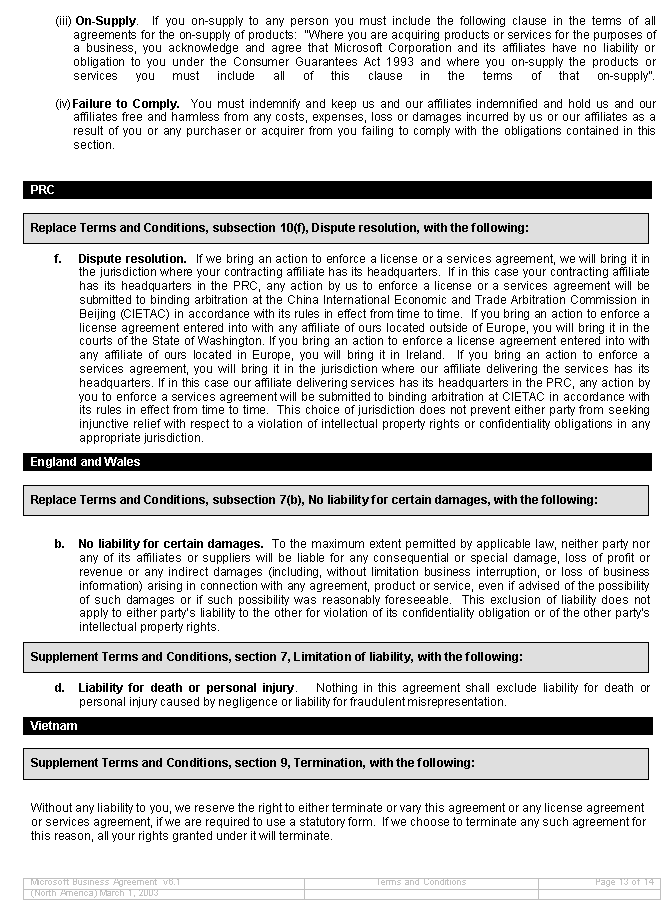 (iii) On-Supply. If you on-supply to any person you must include the following clause in the terms of all
agreements for the on-supply of products: "Where you are acquiring products or services for the purposes of
a business, you acknowledge and agree that Microsoft Corporation and its affiliates have no liability or
obligation to you under the Consumer Guarantees Act 1993 and where you on-supply the products or
services you must include all of this clause in the terms of that on-supply".
(iv) Failure to Comply. You must indemnify and keep us and our affiliates indemnified and hold us and our
affiliates free and harmless from any costs, expenses, loss or damages incurred by us or our affiliates as a
result of you or any purchaser or acquirer from you failing to comply with the obligations contained in this
section.
PRC
Replace Terms and Conditions, subsection 10(f), Dispute resolution, with the following:
f. Dispute resolution. If we bring an action to enforce a license or a services agreement, we will bring it in
the jurisdiction where your contracting affiliate has its headquarters. If in this case your contracting affiliate
has its headquarters in the PRC, any action by us to enforce a license or a services agreement will be
submitted to binding arbitration at the China International Economic and Trade Arbitration Commission in
Beijing (CIETAC) in accordance with its rules in effect from time to time. If you bring an action to enforce a
license agreement entered into with any affiliate of ours located outside of Europe, you will bring it in the
courts of the State of Washington. If you bring an action to enforce a license agreement entered into with
any affiliate of ours located in Europe, you will bring it in Ireland. If you bring an action to enforce a
services agreement, you will bring it in the jurisdiction where our affiliate delivering the services has its
headquarters. If in this case our affiliate delivering services has its headquarters in the PRC, any action by
you to enforce a services agreement will be submitted to binding arbitration at CIETAC in accordance with
its rules in effect from time to time. This choice of jurisdiction does not prevent either party from seeking
injunctive relief with respect to a violation of intellectual property rights or confidentiality obligations in any
appropriate jurisdiction.
England and Wales
Replace Terms and Conditions, subsection 7(b), No liability for certain damages, with the following:
b. No liability for certain damages. To the maximum extent permitted by applicable law, neither party nor
any of its affiliates or suppliers will be liable for any consequential or special damage, loss of profit or
revenue or any indirect damages (including, without limitation business interruption, or loss of business
information) arising in connection with any agreement, product or service, even if advised of the possibility
of such damages or if such possibility was reasonably foreseeable. This exclusion of liability does not
apply to either party's liability to the other for violation of its confidentiality obligation or of the other party's
intellectual property rights.
Supplement Terms and Conditions, section 7, Limitation of liability, with the following:
d. Liability for death or personal injury. Nothing in this agreement shall exclude liability for death or
personal injury caused by negligence or liability for fraudulent misrepresentation.
Vietnam
Supplement Terms and Conditions, section 9, Termination, with the following:
Without any liability to you, we reserve the right to either terminate or vary this agreement or any license agreement
or services agreement, if we are required to use a statutory form. If we choose to terminate any such agreement for
this reason, all your rights granted under it will terminate.
Microsoft Business Agreement v6.1 Terms and Conditions Page 13 of 14
(North America) March 1, 2003